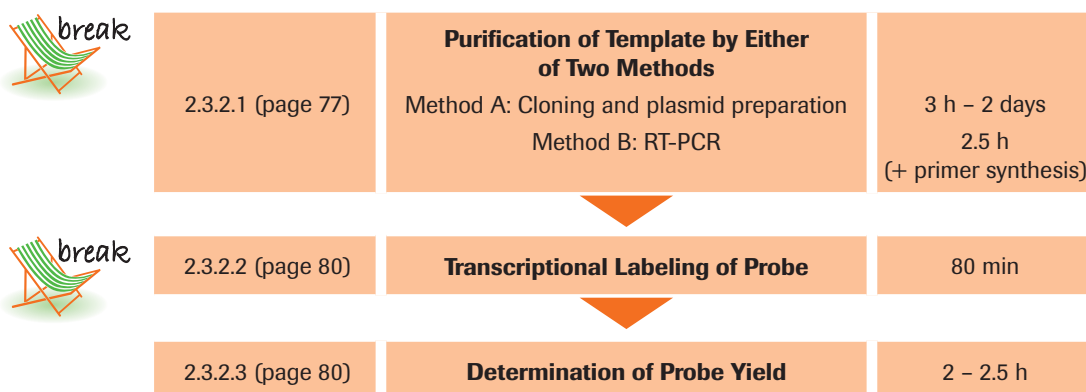 break
2.3.2.1 (page 77)
Purification of Template by Either
of Two Methods
Method A: Cloning and plasmid preparation
Method B: RT-PCR
3 h – 2 days
2.5 h
(+ primer synthesis)
break
2.3.2.2 (page 80)
Transcriptional Labeling of Probe
80 min
2.3.2.3 (page 80)
Determination of Probe Yield
2 – 2.5 h